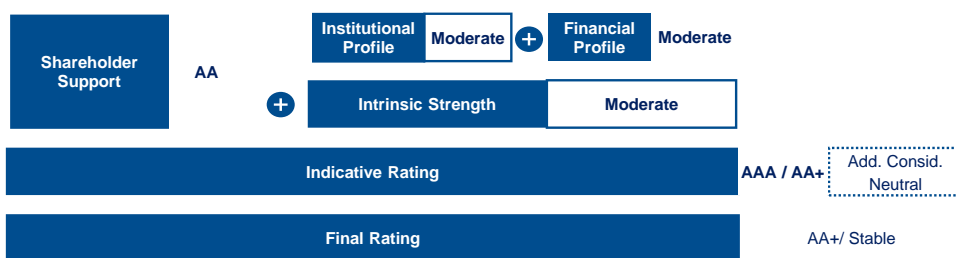 Shareholder
Support
AA
Institutional
Profile
Moderate
+
Financial
Profile
Moderate
+
Intrinsic Strength
Moderate
Indicative Rating
AAA / AA+
Add. Consid.
Neutral
Final Rating
AA+/ Stable